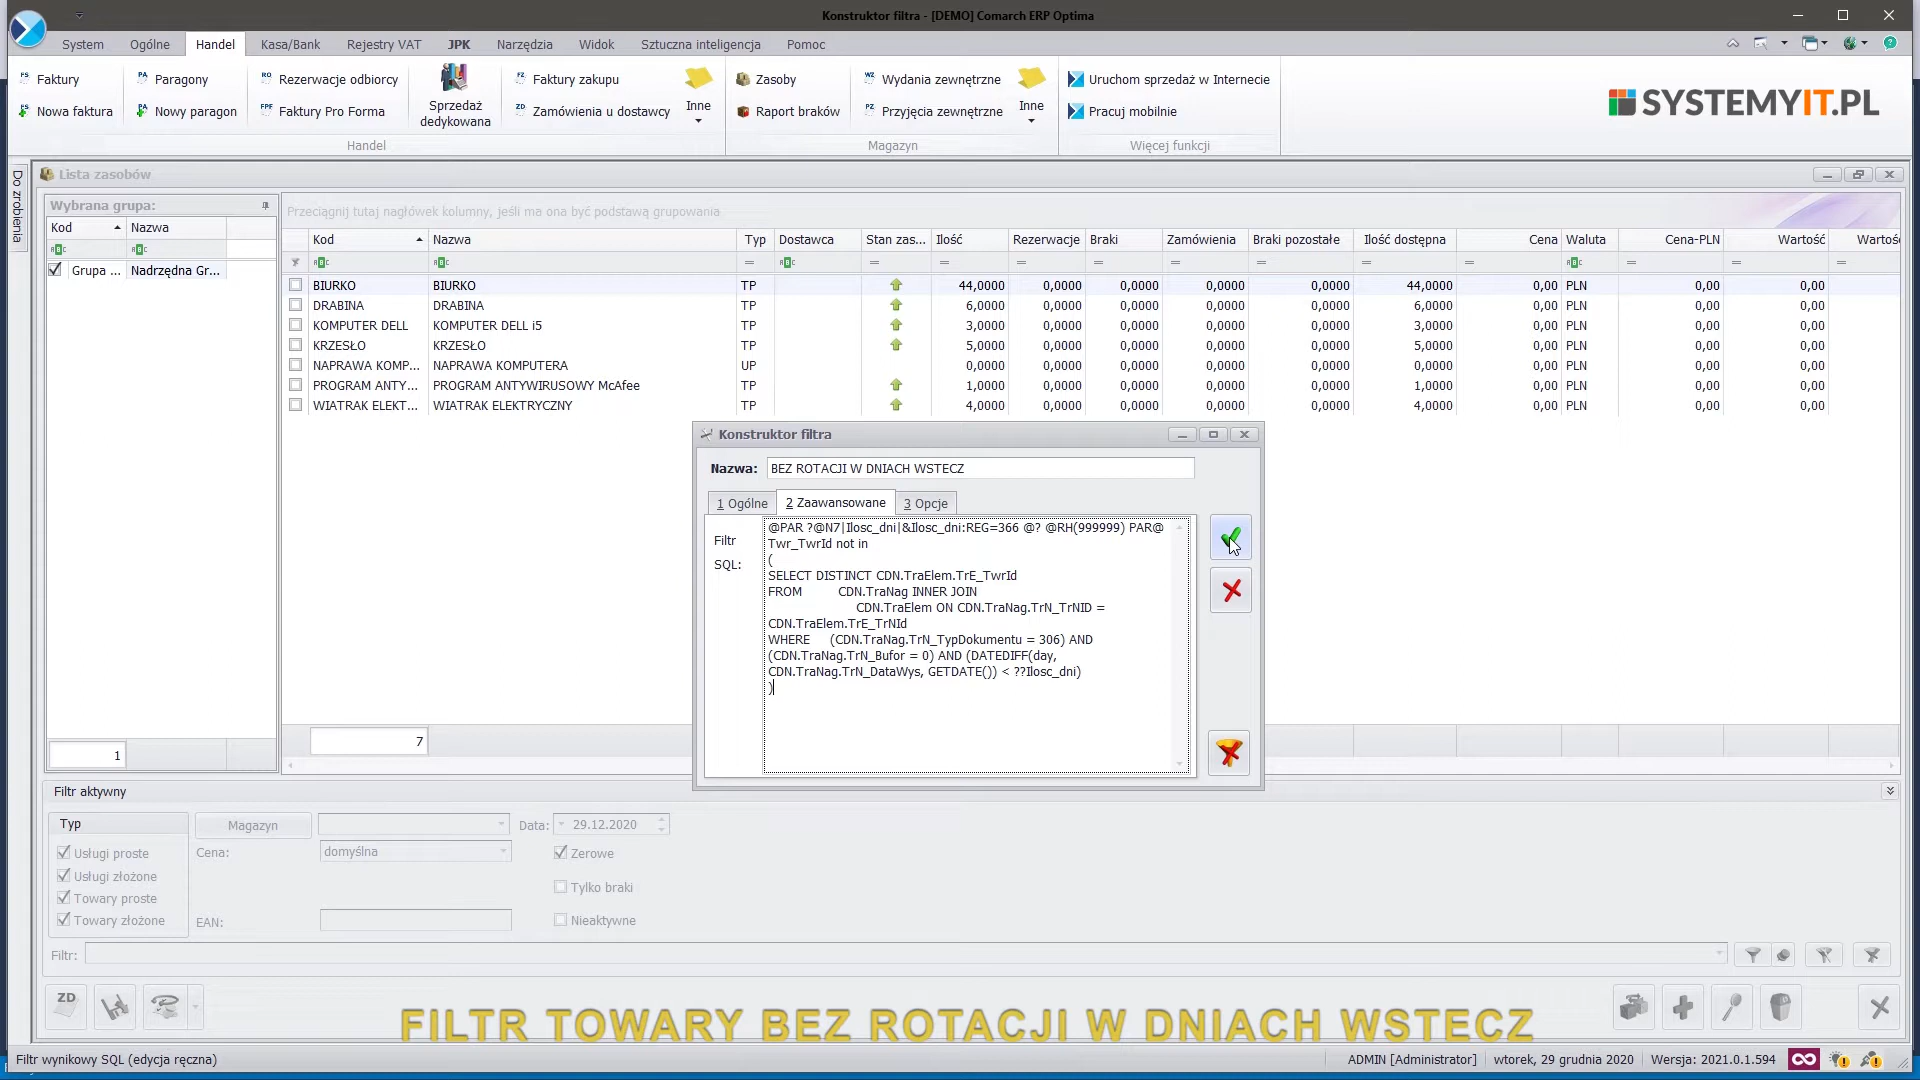 Konstruktor filtra - [DEMO] Comarch ERP Optima
System Ogólne Handel Kasa/Bank Rejestry VAT JPK Narzędzia Widok Sztuczna inteligencja Pomoc
FS Faktury PA Paragony RO Rezerwacje odbiorcy FZ Faktury zakupu Zasoby WZ Wydania zewnętrzne Uruchom sprzedaż w Internecie
FS Nowa faktura PA Nowy paragon FPF Faktury Pro Forma Sprzedaż dedykowana ZD Zamówienia u dostawcy Inne Raport braków PZ Przyjęcia zewnętrzne Inne Pracuj mobilnie
Handel Magazyn Więcej funkcji
SYSTEMYIT.PL
Do zrobienia
Lista zasobów
Wybrana grupa:
Kod Nazwa
Grupa ... Nadrzędna Gr...
1
Przeciągnij tutaj nagłówek kolumny, jeśli ma ona być podstawą grupowania
Kod Nazwa Typ Dostawca Stan zas... Ilość Rezerwacje Braki Zamówienia Braki pozostałe Ilość dostępna Cena Waluta Cena-PLN Wartość Wartość
BIURKO BIURKO TP 44,0000 0,0000 0,0000 0,0000 0,0000 44,0000 0,00 PLN 0,00 0,00
DRABINA DRABINA TP 6,0000 0,0000 0,0000 0,0000 0,0000 6,0000 0,00 PLN 0,00 0,00
KOMPUTER DELL KOMPUTER DELL i5 TP 3,0000 0,0000 0,0000 0,0000 0,0000 3,0000 0,00 PLN 0,00 0,00
KRZESŁO KRZESŁO TP 5,0000 0,0000 0,0000 0,0000 0,0000 5,0000 0,00 PLN 0,00 0,00
NAPRAWA KOMP... NAPRAWA KOMPUTERA UP 0,0000 0,0000 0,0000 0,0000 0,0000 0,0000 0,00 PLN 0,00 0,00
PROGRAM ANTY... PROGRAM ANTYWIRUSOWY McAfee TP 1,0000 0,0000 0,0000 0,0000 0,0000 1,0000 0,00 PLN 0,00 0,00
WIATRAK ELEKT... WIATRAK ELEKTRYCZNY TP 4,0000 0,0000 0,0000 0,0000 0,0000 4,0000 0,00 PLN 0,00 0,00
7
Konstruktor filtra
Nazwa: BEZ ROTACJI W DNIACH WSTECZ
1 Ogólne 2 Zaawansowane 3 Opcje
Filtr
SQL:
@PAR ?@N7|Ilosc_dni|&Ilosc_dni:REG=366 @? @RH(999999) PAR@
Twr_TwrId not in
(
SELECT DISTINCT CDN.TraElem.TrE_TwrId
FROM CDN.TraNag INNER JOIN
CDN.TraElem ON CDN.TraNag.TrN_TrNID =
CDN.TraElem.TrE_TrNId
WHERE (CDN.TraNag.TrN_TypDokumentu = 306) AND
(CDN.TraNag.TrN_Bufor = 0) AND (DATEDIFF(day,
CDN.TraNag.TrN_DataWys, GETDATE()) < ??Ilosc_dni)
)
Filtr aktywny
Typ Magazyn Data: 29.12.2020
Usługi proste Cena: domyślna Zerowe
Usługi złożone Tylko braki
Towary proste
Towary złożone EAN: Nieaktywne
Filtr:
ZD
FILTR TOWARY BEZ ROTACJI W DNIACH WSTECZ
Filtr wynikowy SQL (edycja ręczna) ADMIN [Administrator] wtorek, 29 grudnia 2020 Wersja: 2021.0.1.594